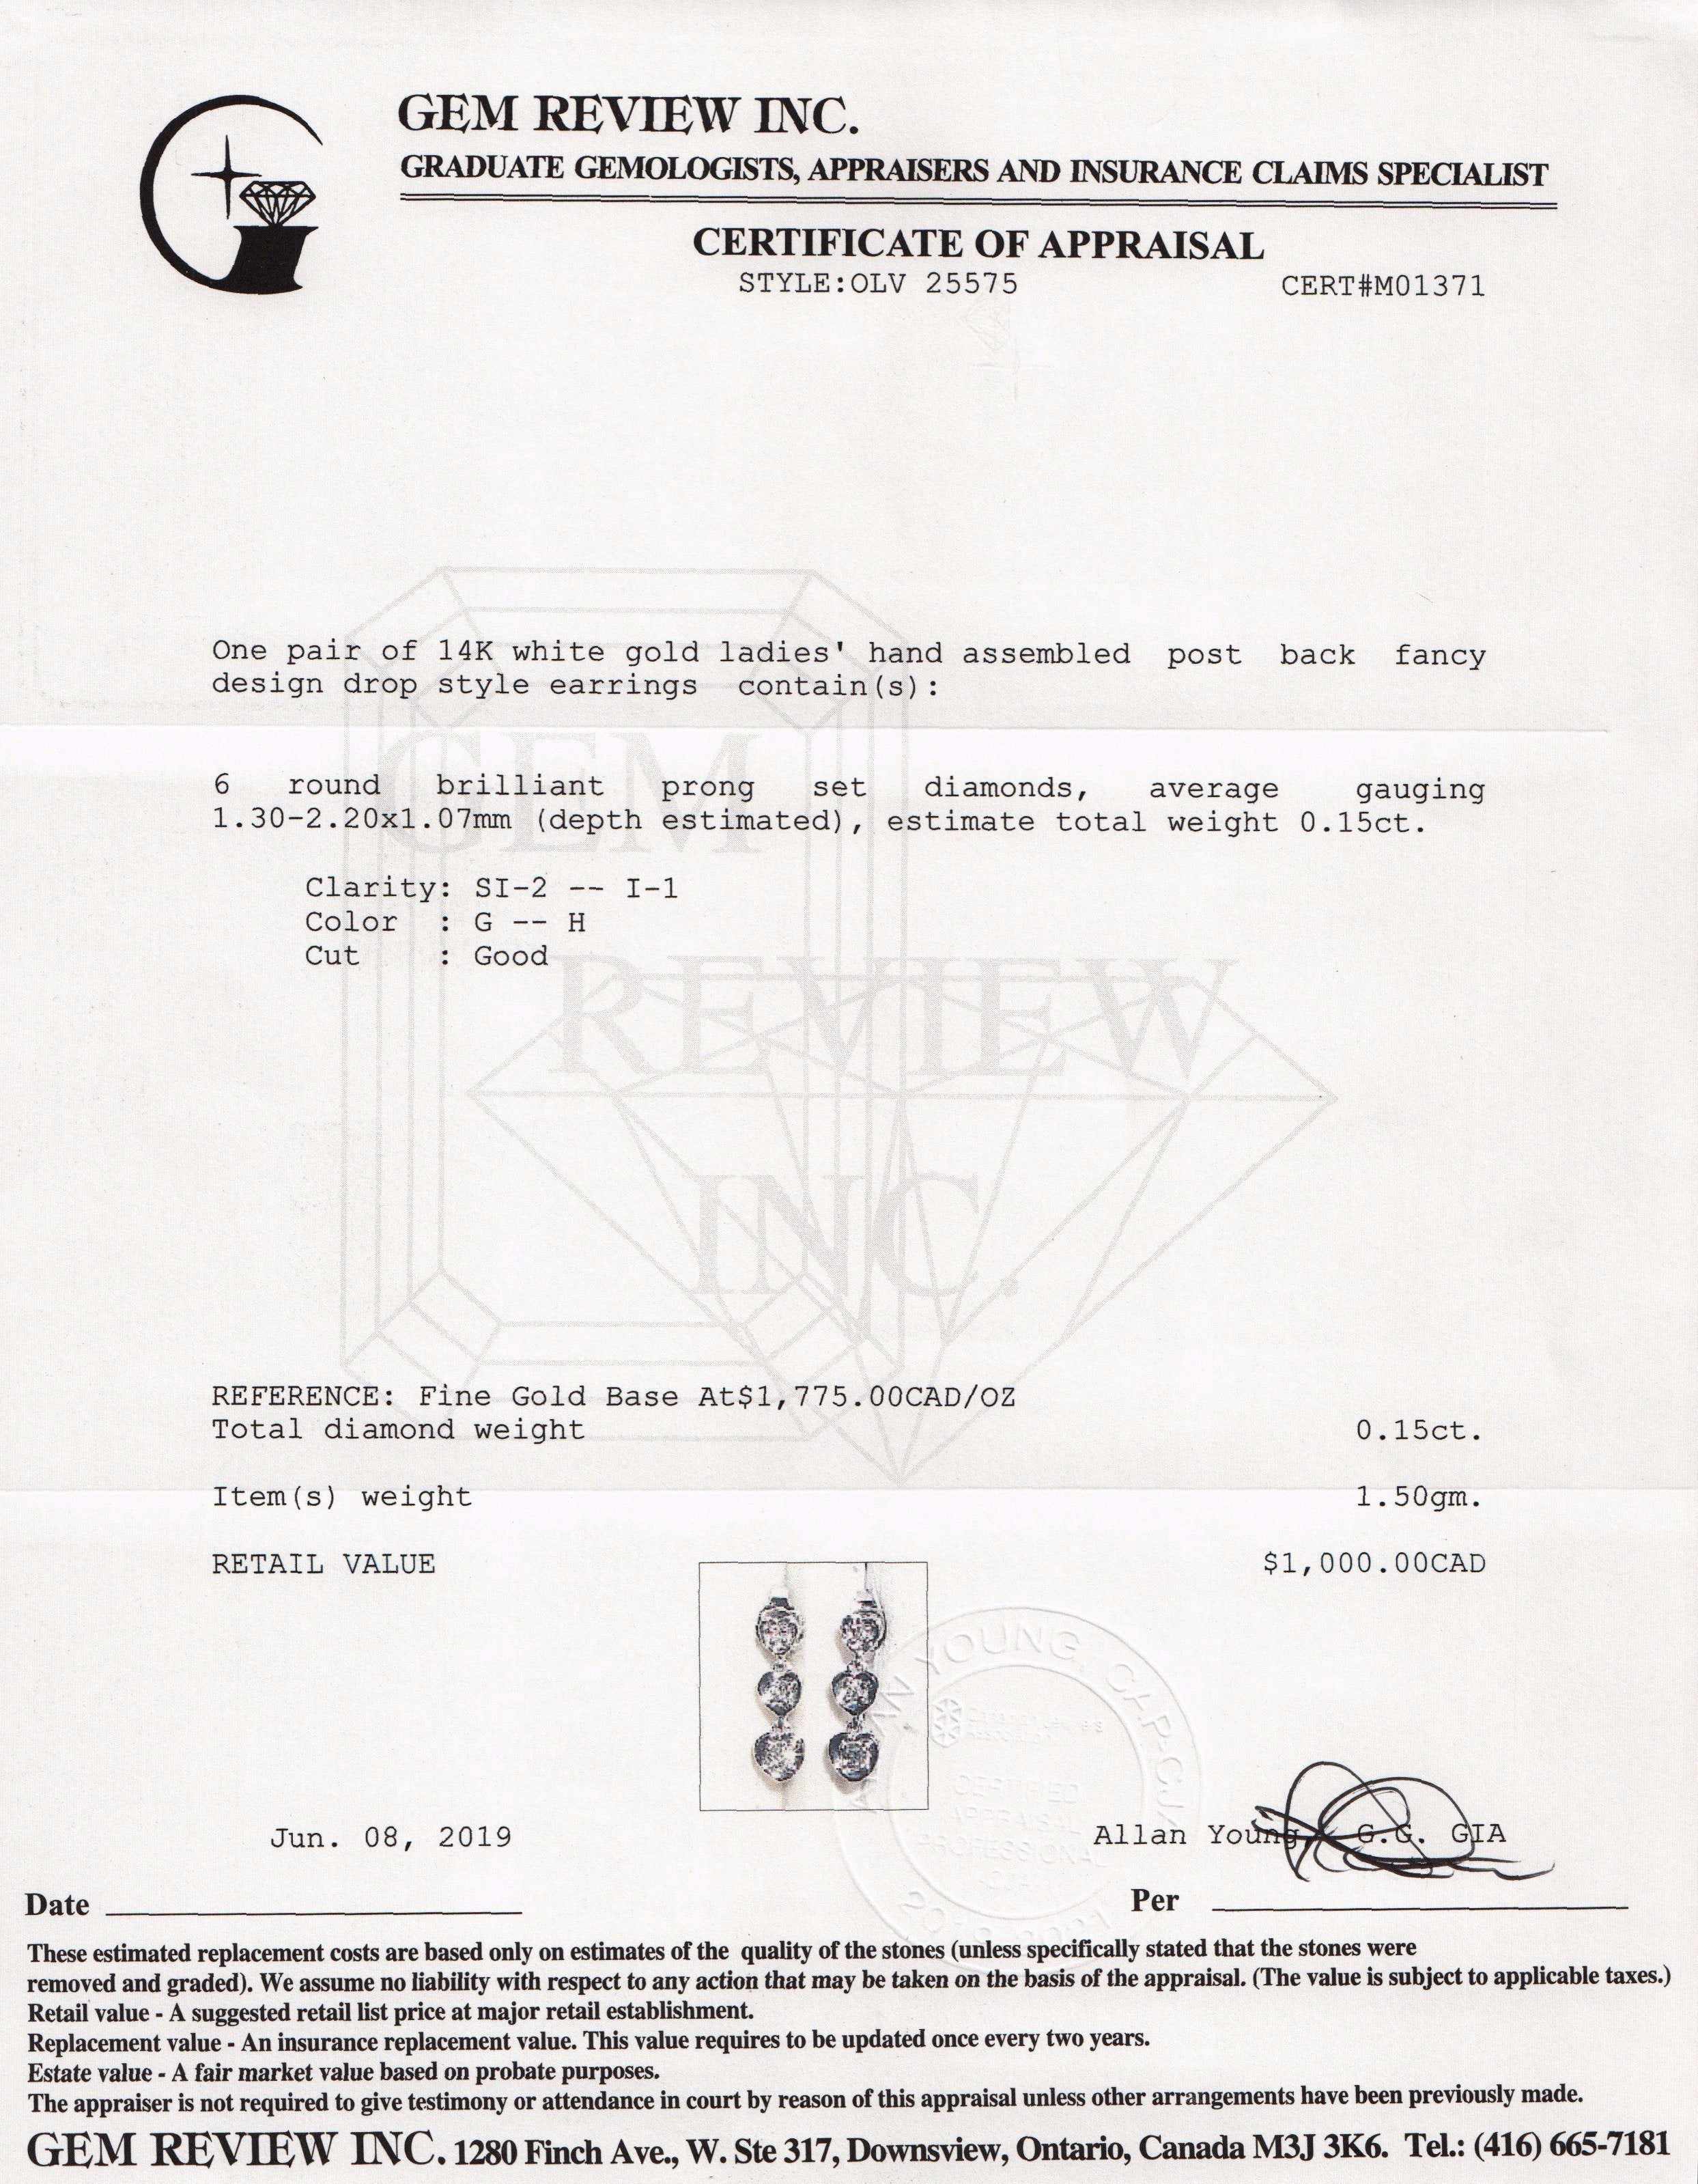 GEM REVIEW INC.
GRADUATE GEMOLOGISTS, APPRAISERS AND INSURANCE CLAIMS SPECIALIST
CERTIFICATE OF APPRAISAL
STYLE:OLV 25575 CERT#M01371
One pair of 14K white gold ladies' hand assembled post back fancy
design drop style earrings contain(s):
6 round brilliant prong set diamonds, average gauging
1.30-2.20x1.07mm (depth estimated), estimate total weight 0.15ct.
Clarity: SI-2 -- I-1
Color : G -- H
Cut : Good
GEM
REVIEW
INC.
REFERENCE: Fine Gold Base At$1,775.00CAD/OZ
Total diamond weight 0.15ct.
Item(s) weight 1.50gm.
RETAIL VALUE $1,000.00CAD
ALLAN YOUNG, CAP-CJA
CERTIFIED
APPRAISAL
PROFESSIONAL
Jun. 08, 2019 Allan Young G.G. GIA
Date Per
These estimated replacement costs are based only on estimates of the quality of the stones (unless specifically stated that the stones were
removed and graded). We assume no liability with respect to any action that may be taken on the basis of the appraisal. (The value is subject to applicable taxes.)
Retail value - A suggested retail list price at major retail establishment.
Replacement value - An insurance replacement value. This value requires to be updated once every two years.
Estate value - A fair market value based on probate purposes.
The appraiser is not required to give testimony or attendance in court by reason of this appraisal unless other arrangements have been previously made.
GEM REVIEW INC. 1280 Finch Ave., W. Ste 317, Downsview, Ontario, Canada M3J 3K6. Tel.: (416) 665-7181